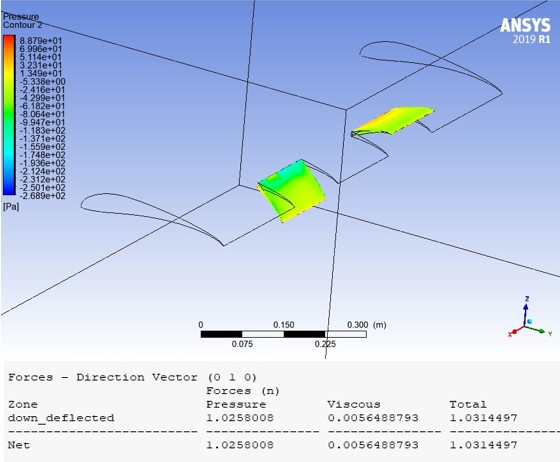 Pressure
Contour 2
8.879e+01
6.996e+01
5.114e+01
3.231e+01
1.349e+01
-5.338e+00
-2.416e+01
-4.299e+01
-6.182e+01
-8.064e+01
-9.947e+01
-1.183e+02
-1.371e+02
-1.559e+02
-1.748e+02
-1.936e+02
-2.124e+02
-2.312e+02
-2.501e+02
-2.689e+02
[Pa]
ANSYS
2019 R1
0 0.150 0.300 (m)
0.075 0.225
Z
X Y
Forces - Direction Vector (0 1 0)
Forces (n)
Zone Pressure Viscous Total
down_deflected 1.0258008 0.0056488793 1.0314497
Net 1.0258008 0.0056488793 1.0314497